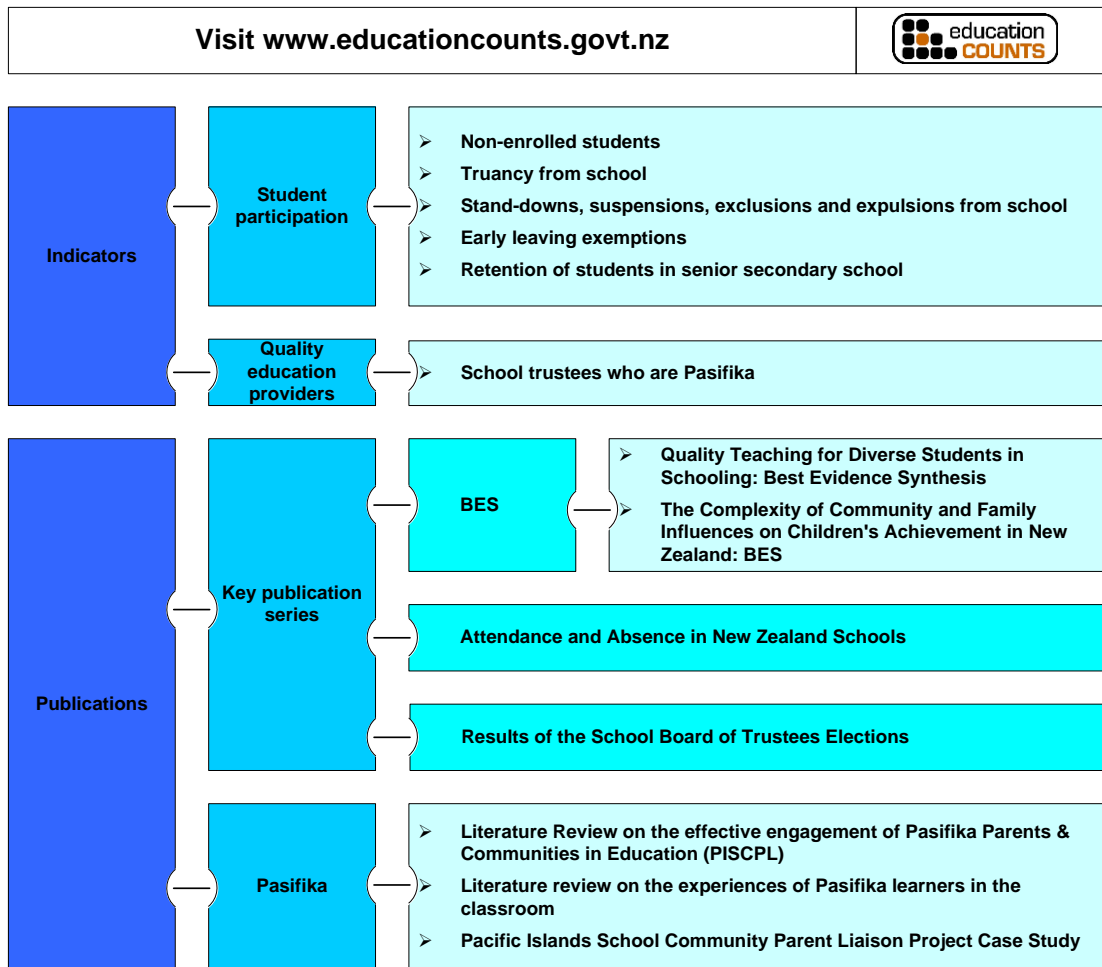 Visit www.educationcounts.govt.nz
education
COUNTS
Indicators
Student
participation
➢ Non-enrolled students
➢ Truancy from school
➢ Stand-downs, suspensions, exclusions and expulsions from school
➢ Early leaving exemptions
➢ Retention of students in senior secondary school
Quality
education
providers
➢ School trustees who are Pasifika
Publications
Key publication
series
BES
➢ Quality Teaching for Diverse Students in
Schooling: Best Evidence Synthesis
➢ The Complexity of Community and Family
Influences on Children's Achievement in New
Zealand: BES
Attendance and Absence in New Zealand Schools
Results of the School Board of Trustees Elections
Pasifika
➢ Literature Review on the effective engagement of Pasifika Parents &
Communities in Education (PISCPL)
➢ Literature review on the experiences of Pasifika learners in the
classroom
➢ Pacific Islands School Community Parent Liaison Project Case Study